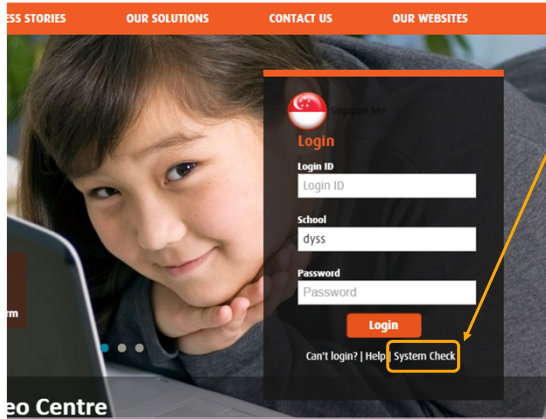 ESS STORIES OUR SOLUTIONS CONTACT US OUR WEBSITES
Singapore Site
Login
Login ID
Login ID
School
dyss
Password
Password
Login
Can't login? | Help | System Check
rm
eo Centre